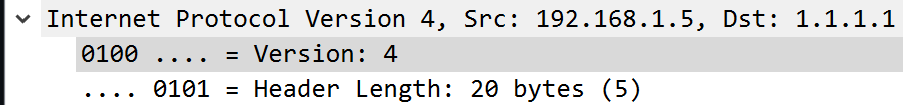 Internet Protocol Version 4, Src: 192.168.1.5, Dst: 1.1.1.1
0100 .... = Version: 4
.... 0101 = Header Length: 20 bytes (5)